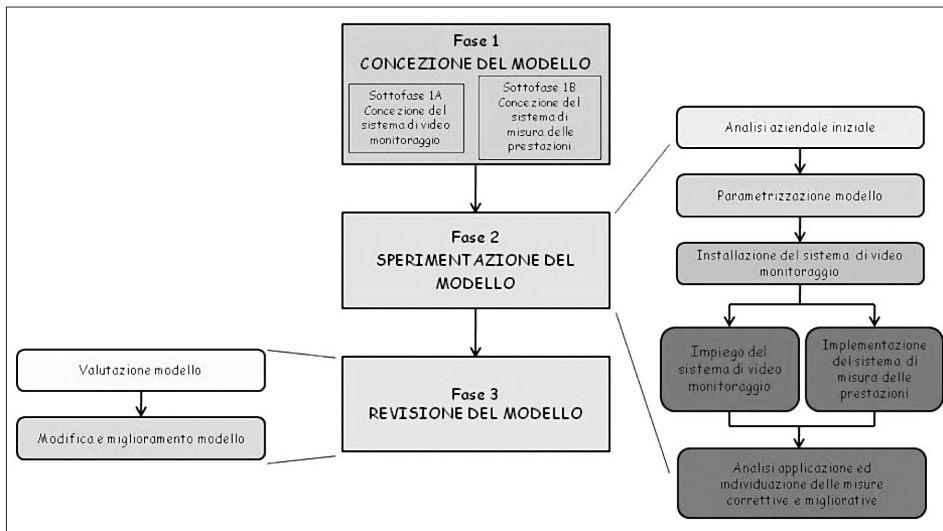 Fase 1
CONCEZIONE DEL MODELLO
Sottofase 1A
Concezione del
sistema di video
monitoraggio
Sottofase 1B
Concezione del
sistema di
misura delle
prestazioni
Fase 2
SPERIMENTAZIONE DEL
MODELLO
Analisi aziendale iniziale
Parametrizzazione modello
Installazione del sistema di video
monitoraggio
Impiego del
sistema di video
monitoraggio
Implementazione
del sistema di
misura delle
prestazioni
Analisi applicazione ed
individuazione delle misure
correttive e migliorative
Fase 3
REVISIONE DEL MODELLO
Valutazione modello
Modifica e miglioramento modello